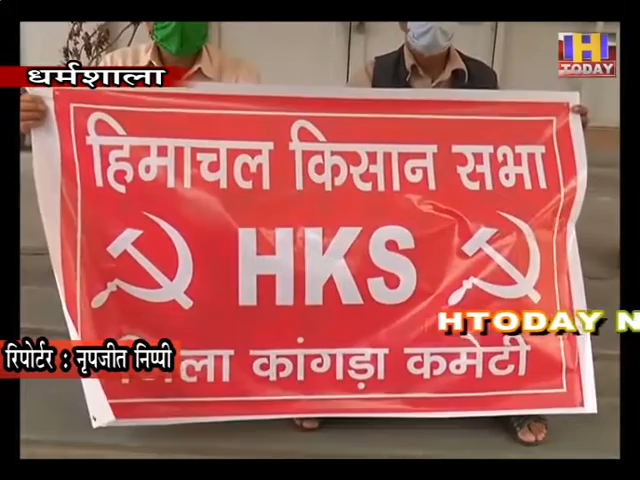 H
TODAY
धर्मशाला
हिमाचल किसान सभा
HKS
HTODAY N
रिपोर्टर : नृपजीत निप्पी
जिला कांगड़ा कमेटी